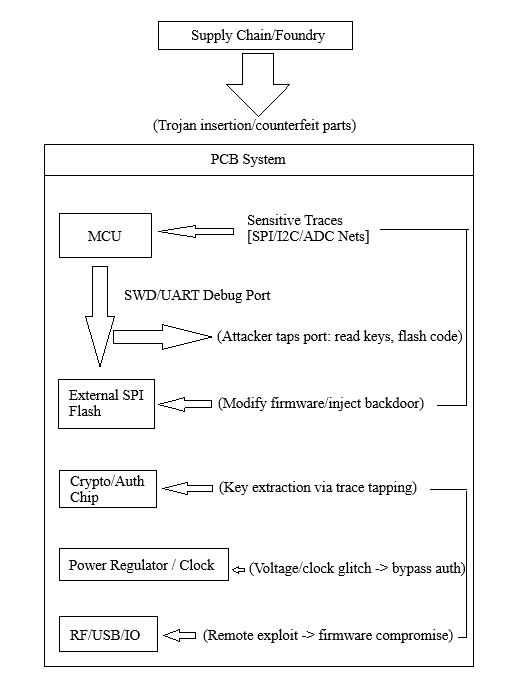 Supply Chain/Foundry
(Trojan insertion/counterfeit parts)
PCB System
MCU
Sensitive Traces
[SPI/I2C/ADC Nets]
SWD/UART Debug Port
(Attacker taps port: read keys, flash code)
External SPI
Flash
(Modify firmware/inject backdoor)
Crypto/Auth
Chip
(Key extraction via trace tapping)
Power Regulator / Clock
(Voltage/clock glitch -> bypass auth)
RF/USB/IO
(Remote exploit -> firmware compromise)